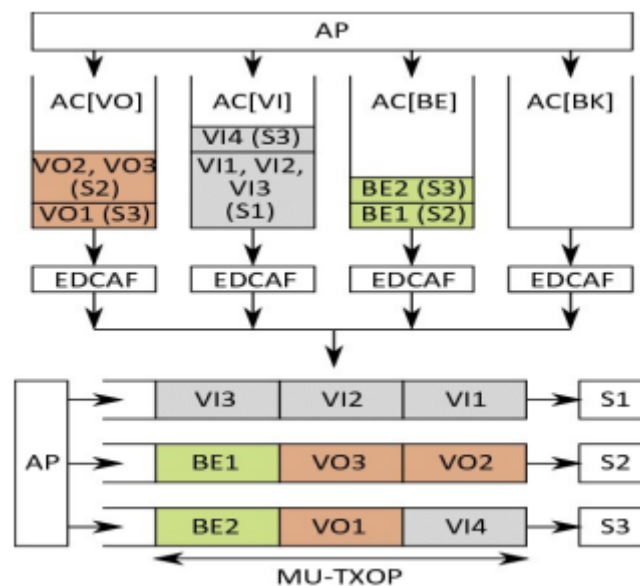 AP
AC[VO] AC[VI] AC[BE] AC[BK]
VI4 (S3)
VO2, VO3
(S2)
VI1, VI2,
VI3
(S1)
BE2 (S3)
VO1 (S3)
BE1 (S2)
EDCAF EDCAF EDCAF EDCAF
VI3 VI2 VI1 S1
AP BE1 VO3 VO2 S2
BE2 VO1 VI4 S3
MU-TXOP